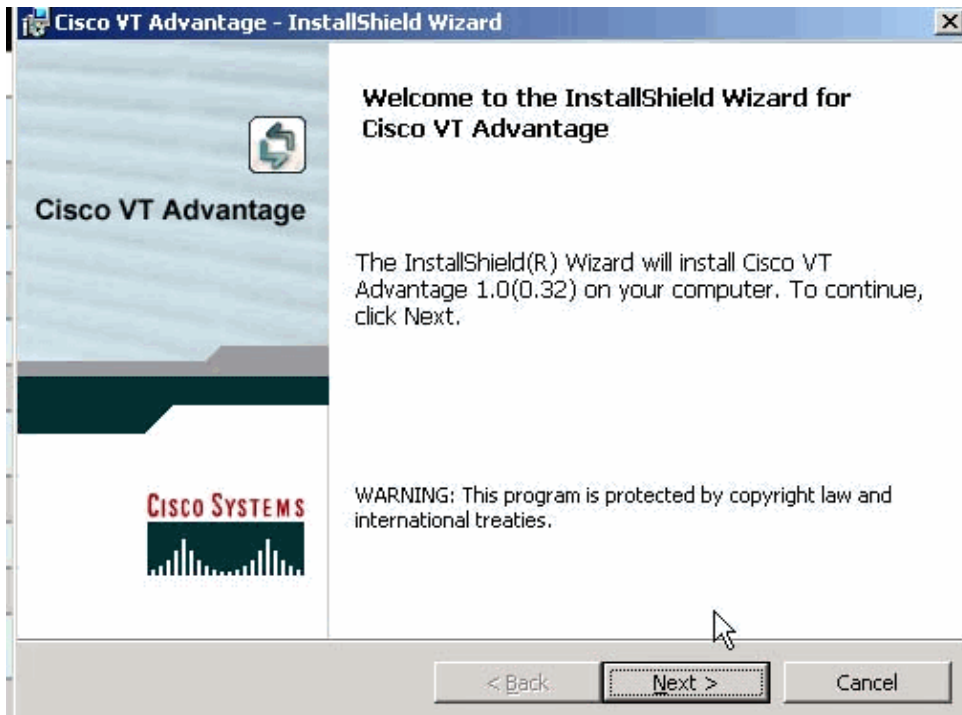 Cisco VT Advantage - InstallShield Wizard
Welcome to the InstallShield Wizard for
Cisco VT Advantage
Cisco VT Advantage
The InstallShield(R) Wizard will install Cisco VT
Advantage 1.0(0.32) on your computer. To continue,
click Next.
CISCO SYSTEMS
WARNING: This program is protected by copyright law and
international treaties.
< Back
Next >
Cancel